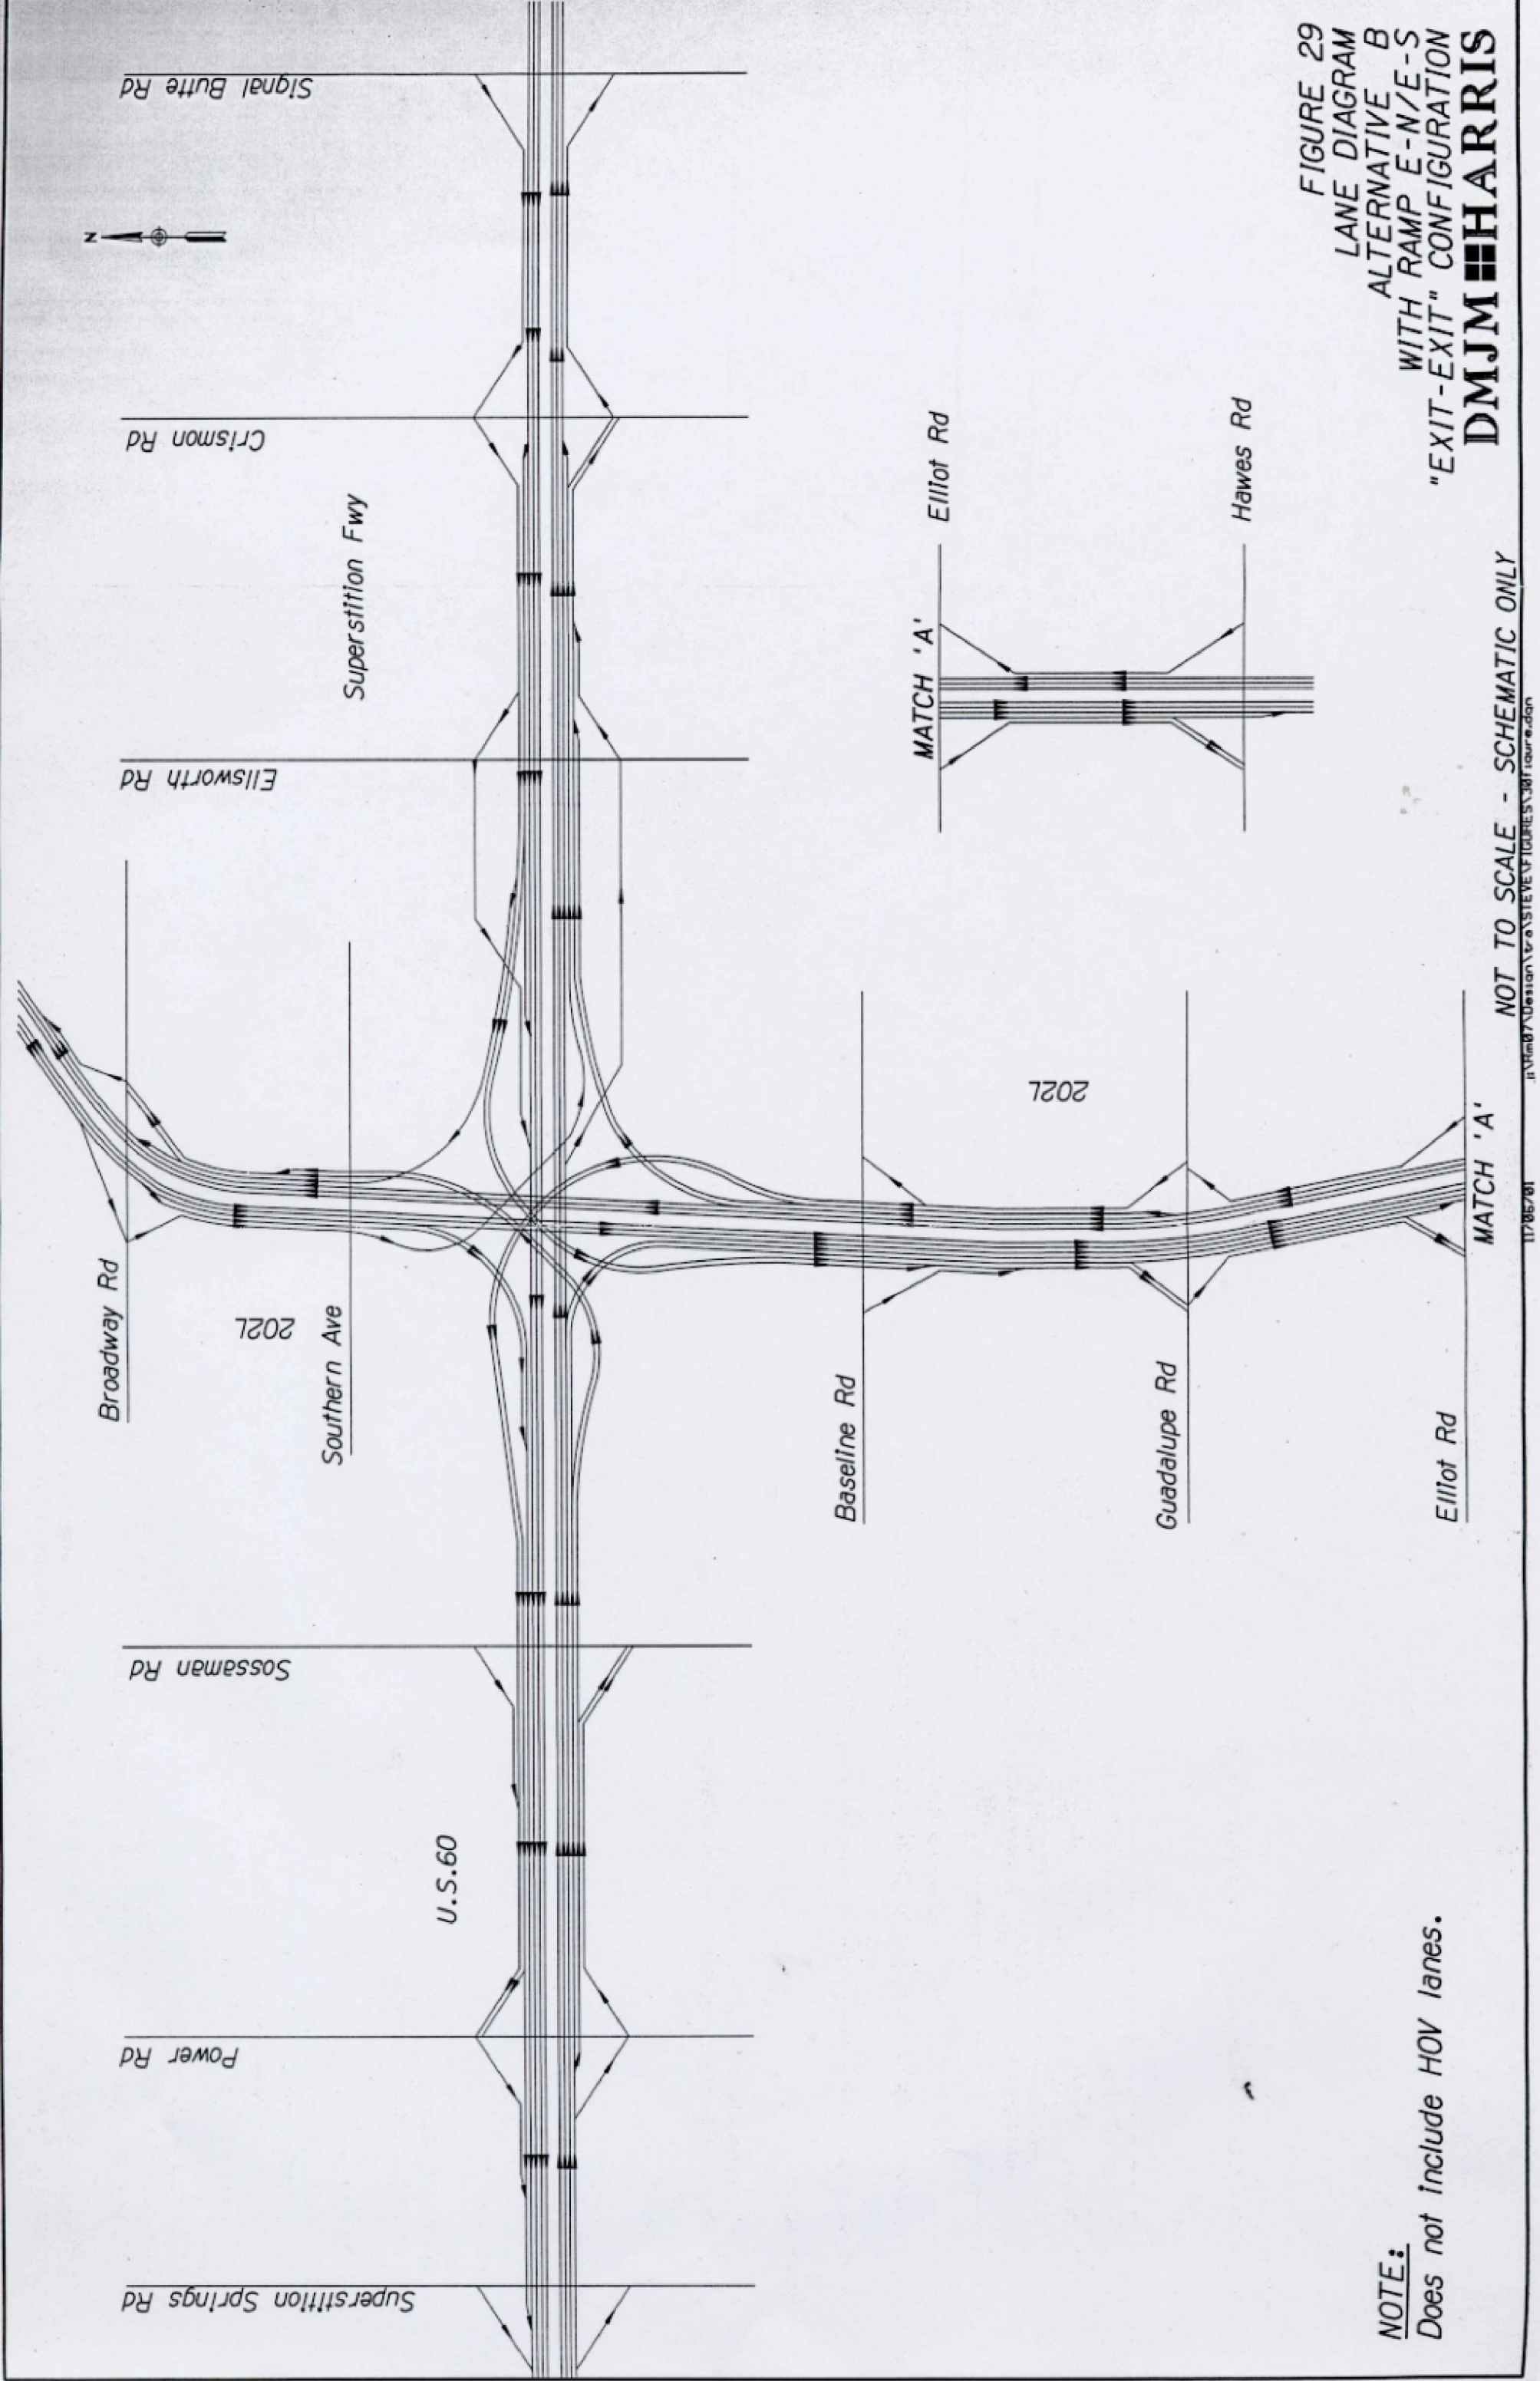 Signal Butte Rd
N
Crismon Rd
Superstition Fwy
Ellsworth Rd
Broadway Rd
202L
Southern Ave
Sossaman Rd
U.S.60
Power Rd
Superstition Springs Rd
Baseline Rd
202L
Guadalupe Rd
Elliot Rd
MATCH 'A'
MATCH 'A'
Elliot Rd
Hawes Rd
NOTE:
Does not include HOV lanes.
FIGURE 29
LANE DIAGRAM
ALTERNATIVE B
WITH RAMP E-N/E-S
"EXIT-EXIT" CONFIGURATION
DMJM HARRIS
NOT TO SCALE - SCHEMATIC ONLY
11/06/01